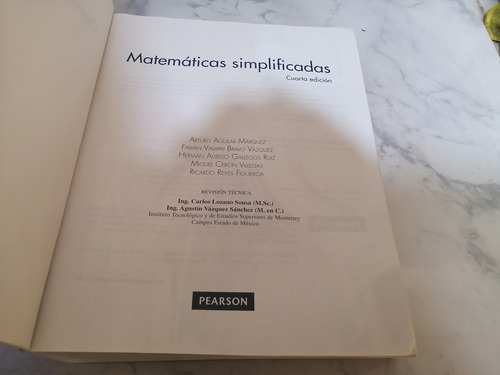 Matemáticas simplificadas
Cuarta edición
ARTURO AGUILAR MÁRQUEZ
FABIÁN VALAPAI BRAVO VÁZQUEZ
HERMAN AURELIO GALLEGOS RUIZ
MIGUEL CERÓN VILLEGAS
RICARDO REYES FIGUEROA
REVISIÓN TÉCNICA
Ing. Carlos Lozano Sousa (M.Sc.)
Ing. Agustín Vázquez Sánchez (M. en C.)
Instituto Tecnológico y de Estudios Superiores de Monterrey
Campus Estado de México
PEARSON